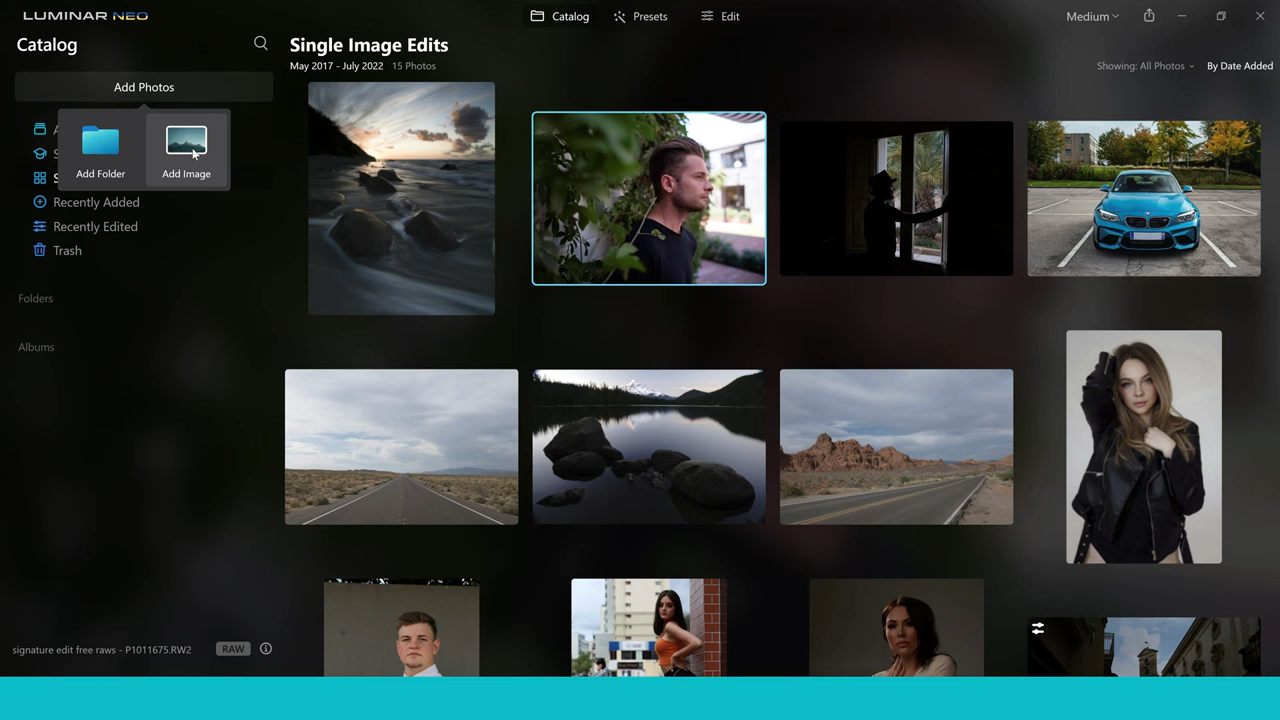 LUMINAR NEO
Catalog
Presets
Edit
Medium
Catalog
Single Image Edits
May 2017 - July 2022 15 Photos
Showing: All Photos
By Date Added
Add Photos
Add Folder
Add Image
Recently Added
Recently Edited
Trash
Folders
Albums
signature edit free raws - P1011675.RW2
RAW